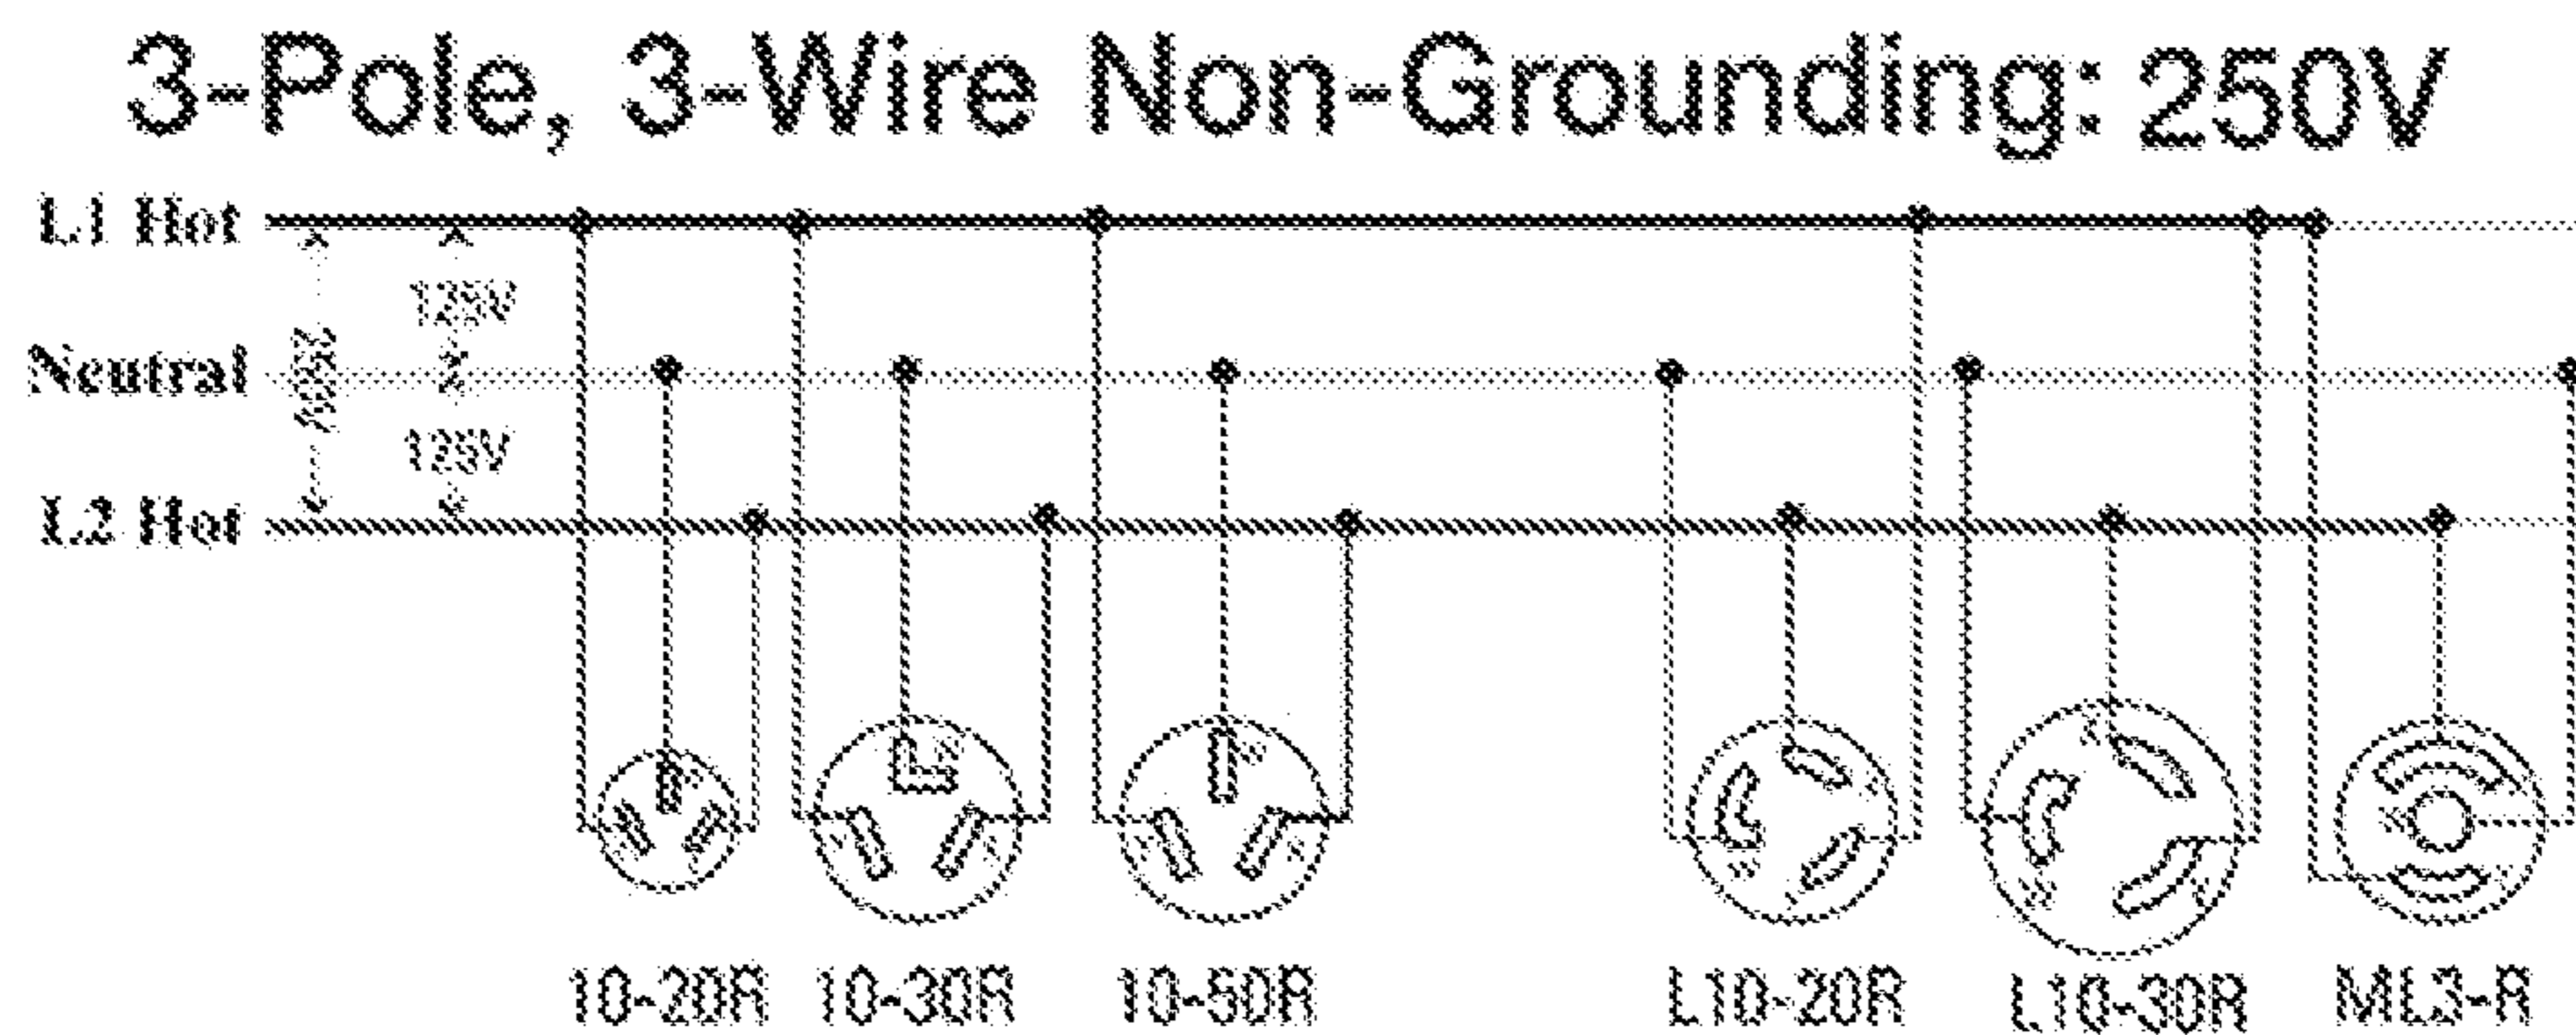 3-Pole, 3-Wire Non-Grounding: 250V
L1 Hot
125V
Neutral
125V
L2 Hot
10-20R 10-30R 10-50R L10-20R L10-30R ML3-R